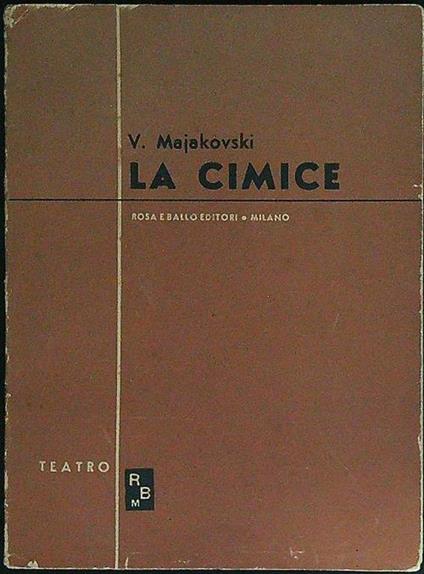 V. Majakovski
LA CIMICE
ROSA E BALLO EDITORI • MILANO
TEATRO
R
B
M